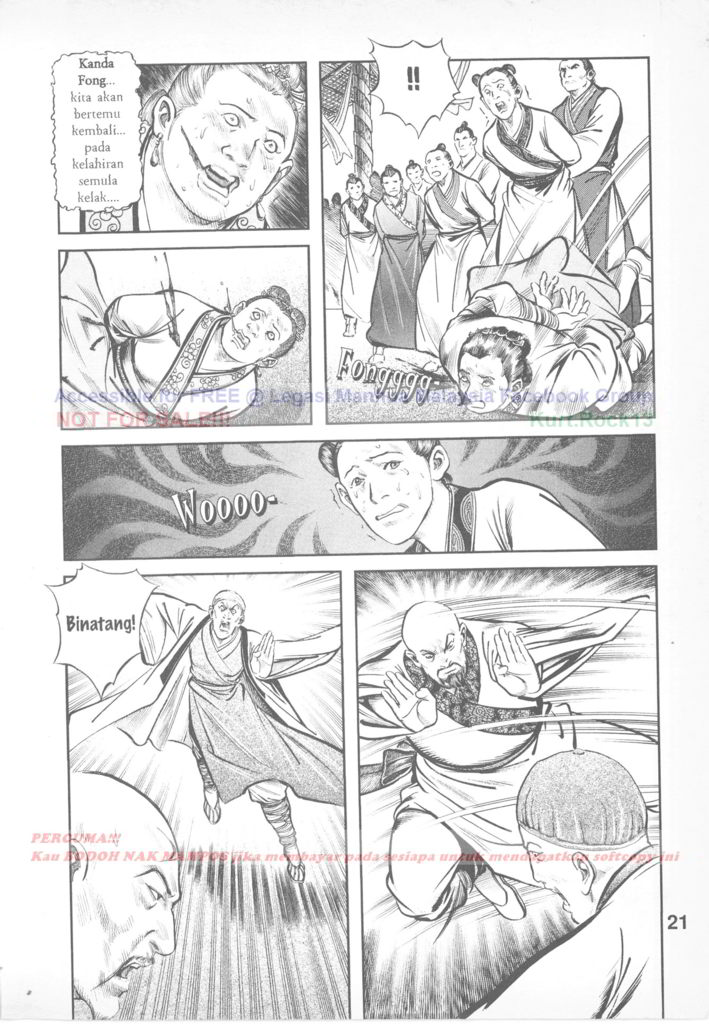 Kanda
Fong...
kita akan
bertemu
kembali...
pada
kelahiran
semula
kelak....
!!
Fongggg
Accessible for FREE @ Legasi Manhua Malaysia Facebook Group
NOT FOR SALE!!!
Kurt.Rock13
Woooo-
Binatang!
PERCUMA!!!
Kau BODOH NAK MAMPOS jika membayar pada sesiapa untuk mendapatkan softcopy ini
21